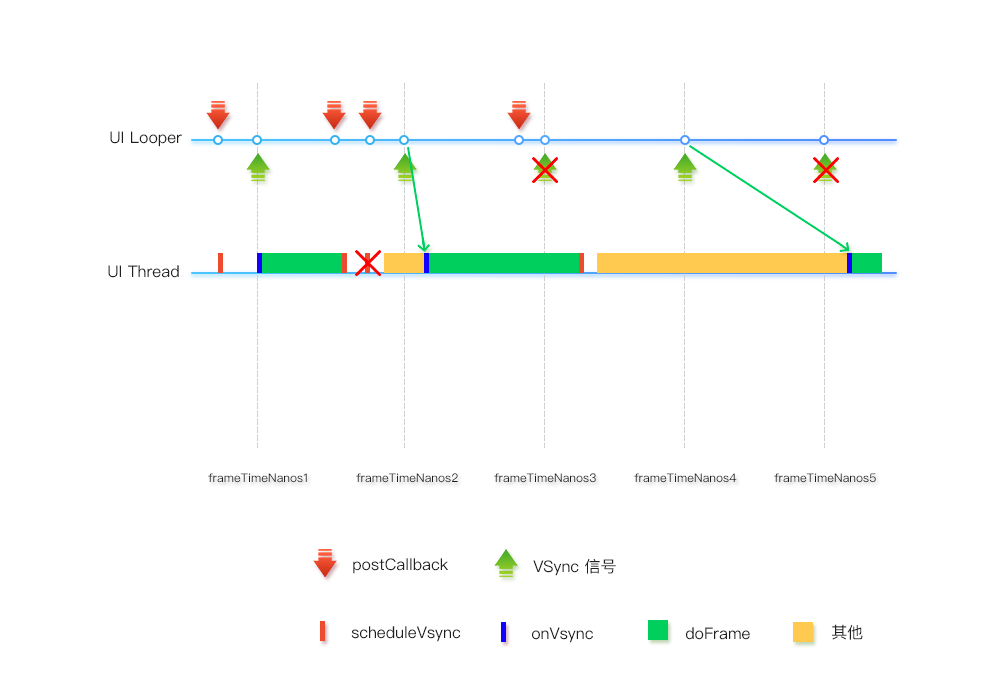 UI Looper
UI Thread
frameTimeNanos1
frameTimeNanos2
frameTimeNanos3
frameTimeNanos4
frameTimeNanos5
postCallback
VSync 信号
scheduleVsync
onVsync
doFrame
其他